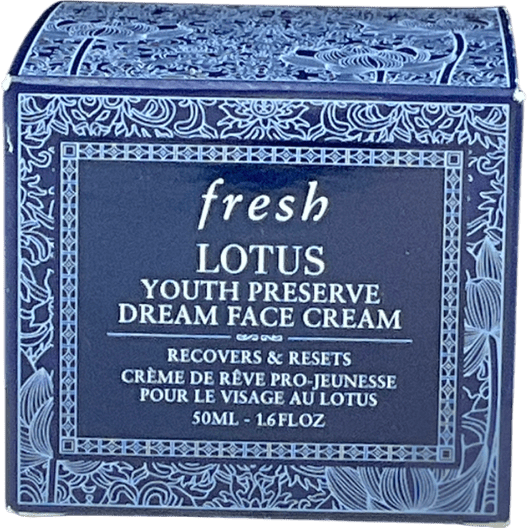 fresh
LOTUS
YOUTH PRESERVE
DREAM FACE CREAM
RECOVERS & RESETS
CRÈME DE RÊVE PRO-JEUNESSE
POUR LE VISAGE AU LOTUS
50ML - 1.6FLOZ